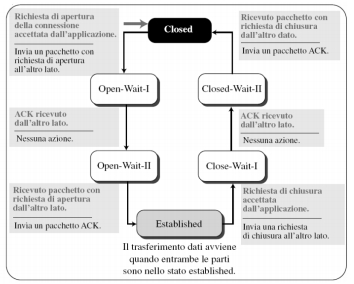 Richiesta di apertura
della connessione
accettata dall'applicazione.
Invia un pacchetto con
richiesta di apertura
all'altro lato.
Closed
Ricevuto pacchetto con
richiesta di chiusura
dall'altro dato.
Invia un pacchetto ACK.
Open-Wait-I
Closed-Wait-II
ACK ricevuto
dall'altro lato.
Nessuna azione.
ACK ricevuto
dall'altro lato.
Nessuna azione.
Open-Wait-II
Close-Wait-I
Ricevuto pacchetto con
richiesta di apertura
dall'altro lato.
Invia un pacchetto ACK.
Established
Richiesta di chiusura
accettata
dall'applicazione.
Invia una richiesta
di chiusura all'altro lato.
Il trasferimento dati avviene
quando entrambe le parti
sono nello stato established.